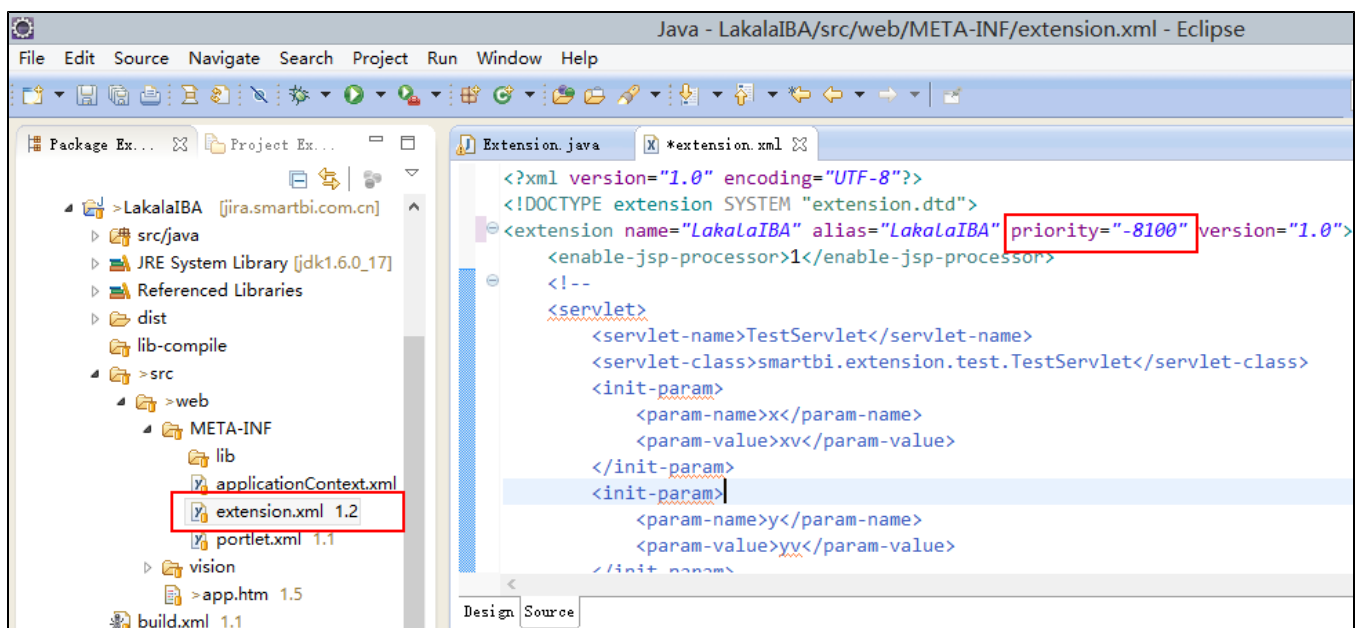 Java - LakalaIBA/src/web/META-INF/extension.xml - Eclipse
File Edit Source Navigate Search Project Run Window Help
Package Ex... Project Ex...
>LakalaIBA [jira.smartbi.com.cn]
src/java
JRE System Library [jdk1.6.0_17]
Referenced Libraries
dist
lib-compile
>src
>web
META-INF
lib
applicationContext.xml
extension.xml 1.2
portlet.xml 1.1
vision
>app.htm 1.5
build.xml 1.1
Extension.java *extension.xml
<?xml version="1.0" encoding="UTF-8"?>
<!DOCTYPE extension SYSTEM "extension.dtd">
<extension name="LakalaIBA" alias="LakalaIBA" priority="-8100" version="1.0">
<enable-jsp-processor>1</enable-jsp-processor>
<!--
<servlet>
<servlet-name>TestServlet</servlet-name>
<servlet-class>smartbi.extension.test.TestServlet</servlet-class>
<init-param>
<param-name>x</param-name>
<param-value>xv</param-value>
</init-param>
<init-param>
<param-name>y</param-name>
<param-value>yv</param-value>
</init-param>
Design Source